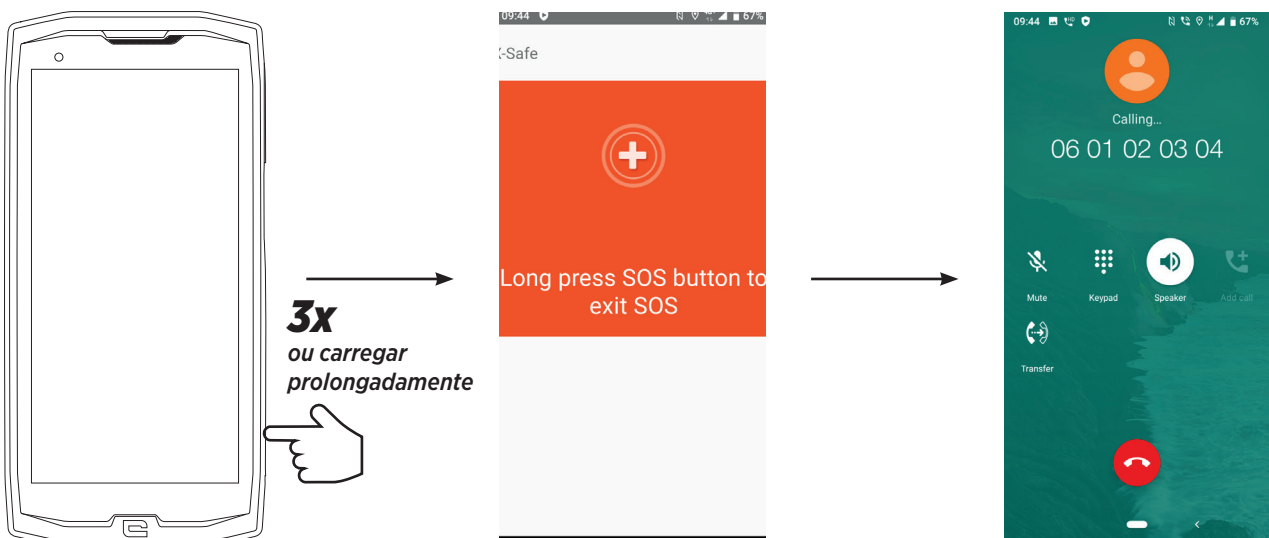 3x
ou carregar
prolongadamente
09:44 67%
-Safe
Long press SOS button to
exit SOS
09:44 HD H 67%
Calling...
06 01 02 03 04
Mute Keypad Speaker Add call
Transfer